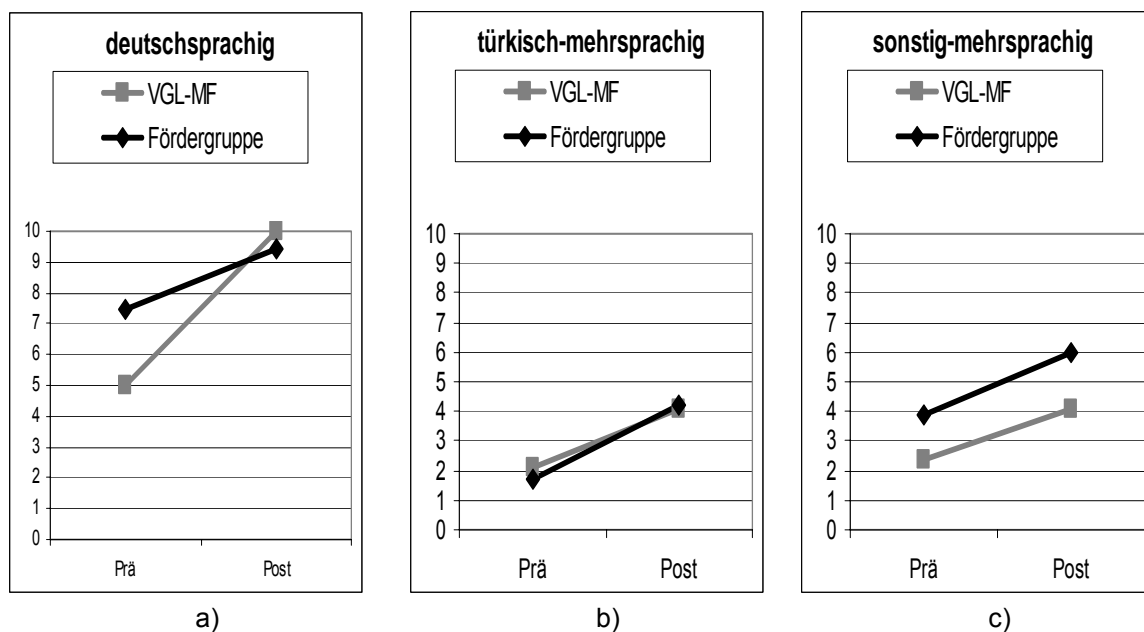 deutschsprachig
VGL-MF
Fördergruppe
10
9
8
7
6
5
4
3
2
1
0
Prä Post
a)
türkisch-mehrsprachig
VGL-MF
Fördergruppe
10
9
8
7
6
5
4
3
2
1
0
Prä Post
b)
sonstig-mehrsprachig
VGL-MF
Fördergruppe
10
9
8
7
6
5
4
3
2
1
0
Prä Post
c)